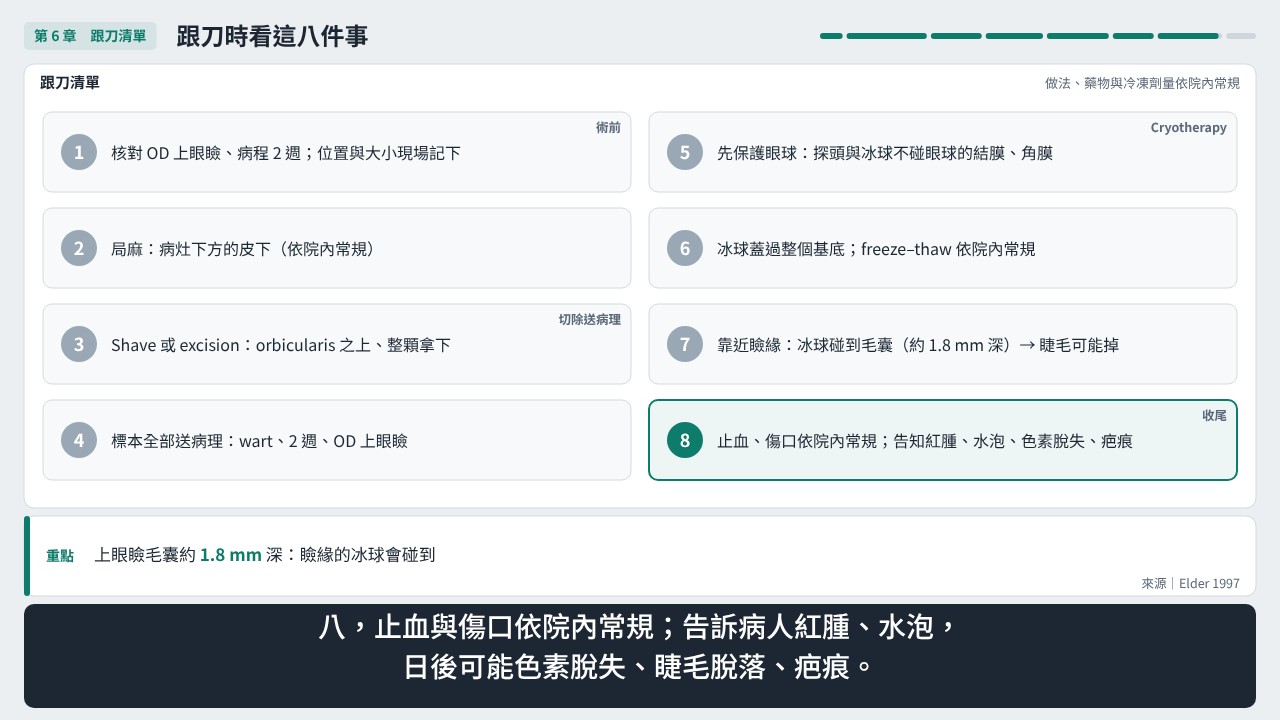 第 6 章　跟刀清單
跟刀時看這八件事
跟刀清單
做法、藥物與冷凍劑量依院內常規
術前
1
核對 OD 上眼瞼、病程 2 週；位置與大小現場記下
2
局麻：病灶下方的皮下（依院內常規）
切除送病理
3
Shave 或 excision：orbicularis 之上、整顆拿下
4
標本全部送病理：wart、2 週、OD 上眼瞼
Cryotherapy
5
先保護眼球：探頭與冰球不碰眼球的結膜、角膜
6
冰球蓋過整個基底；freeze–thaw 依院內常規
7
靠近瞼緣：冰球碰到毛囊（約 1.8 mm 深）→ 睫毛可能掉
收尾
8
止血、傷口依院內常規；告知紅腫、水泡、色素脫失、疤痕
重點
上眼瞼毛囊約 1.8 mm 深：瞼緣的冰球會碰到
來源｜Elder 1997
八，止血與傷口依院內常規；告訴病人紅腫、水泡，
日後可能色素脫失、睫毛脫落、疤痕。